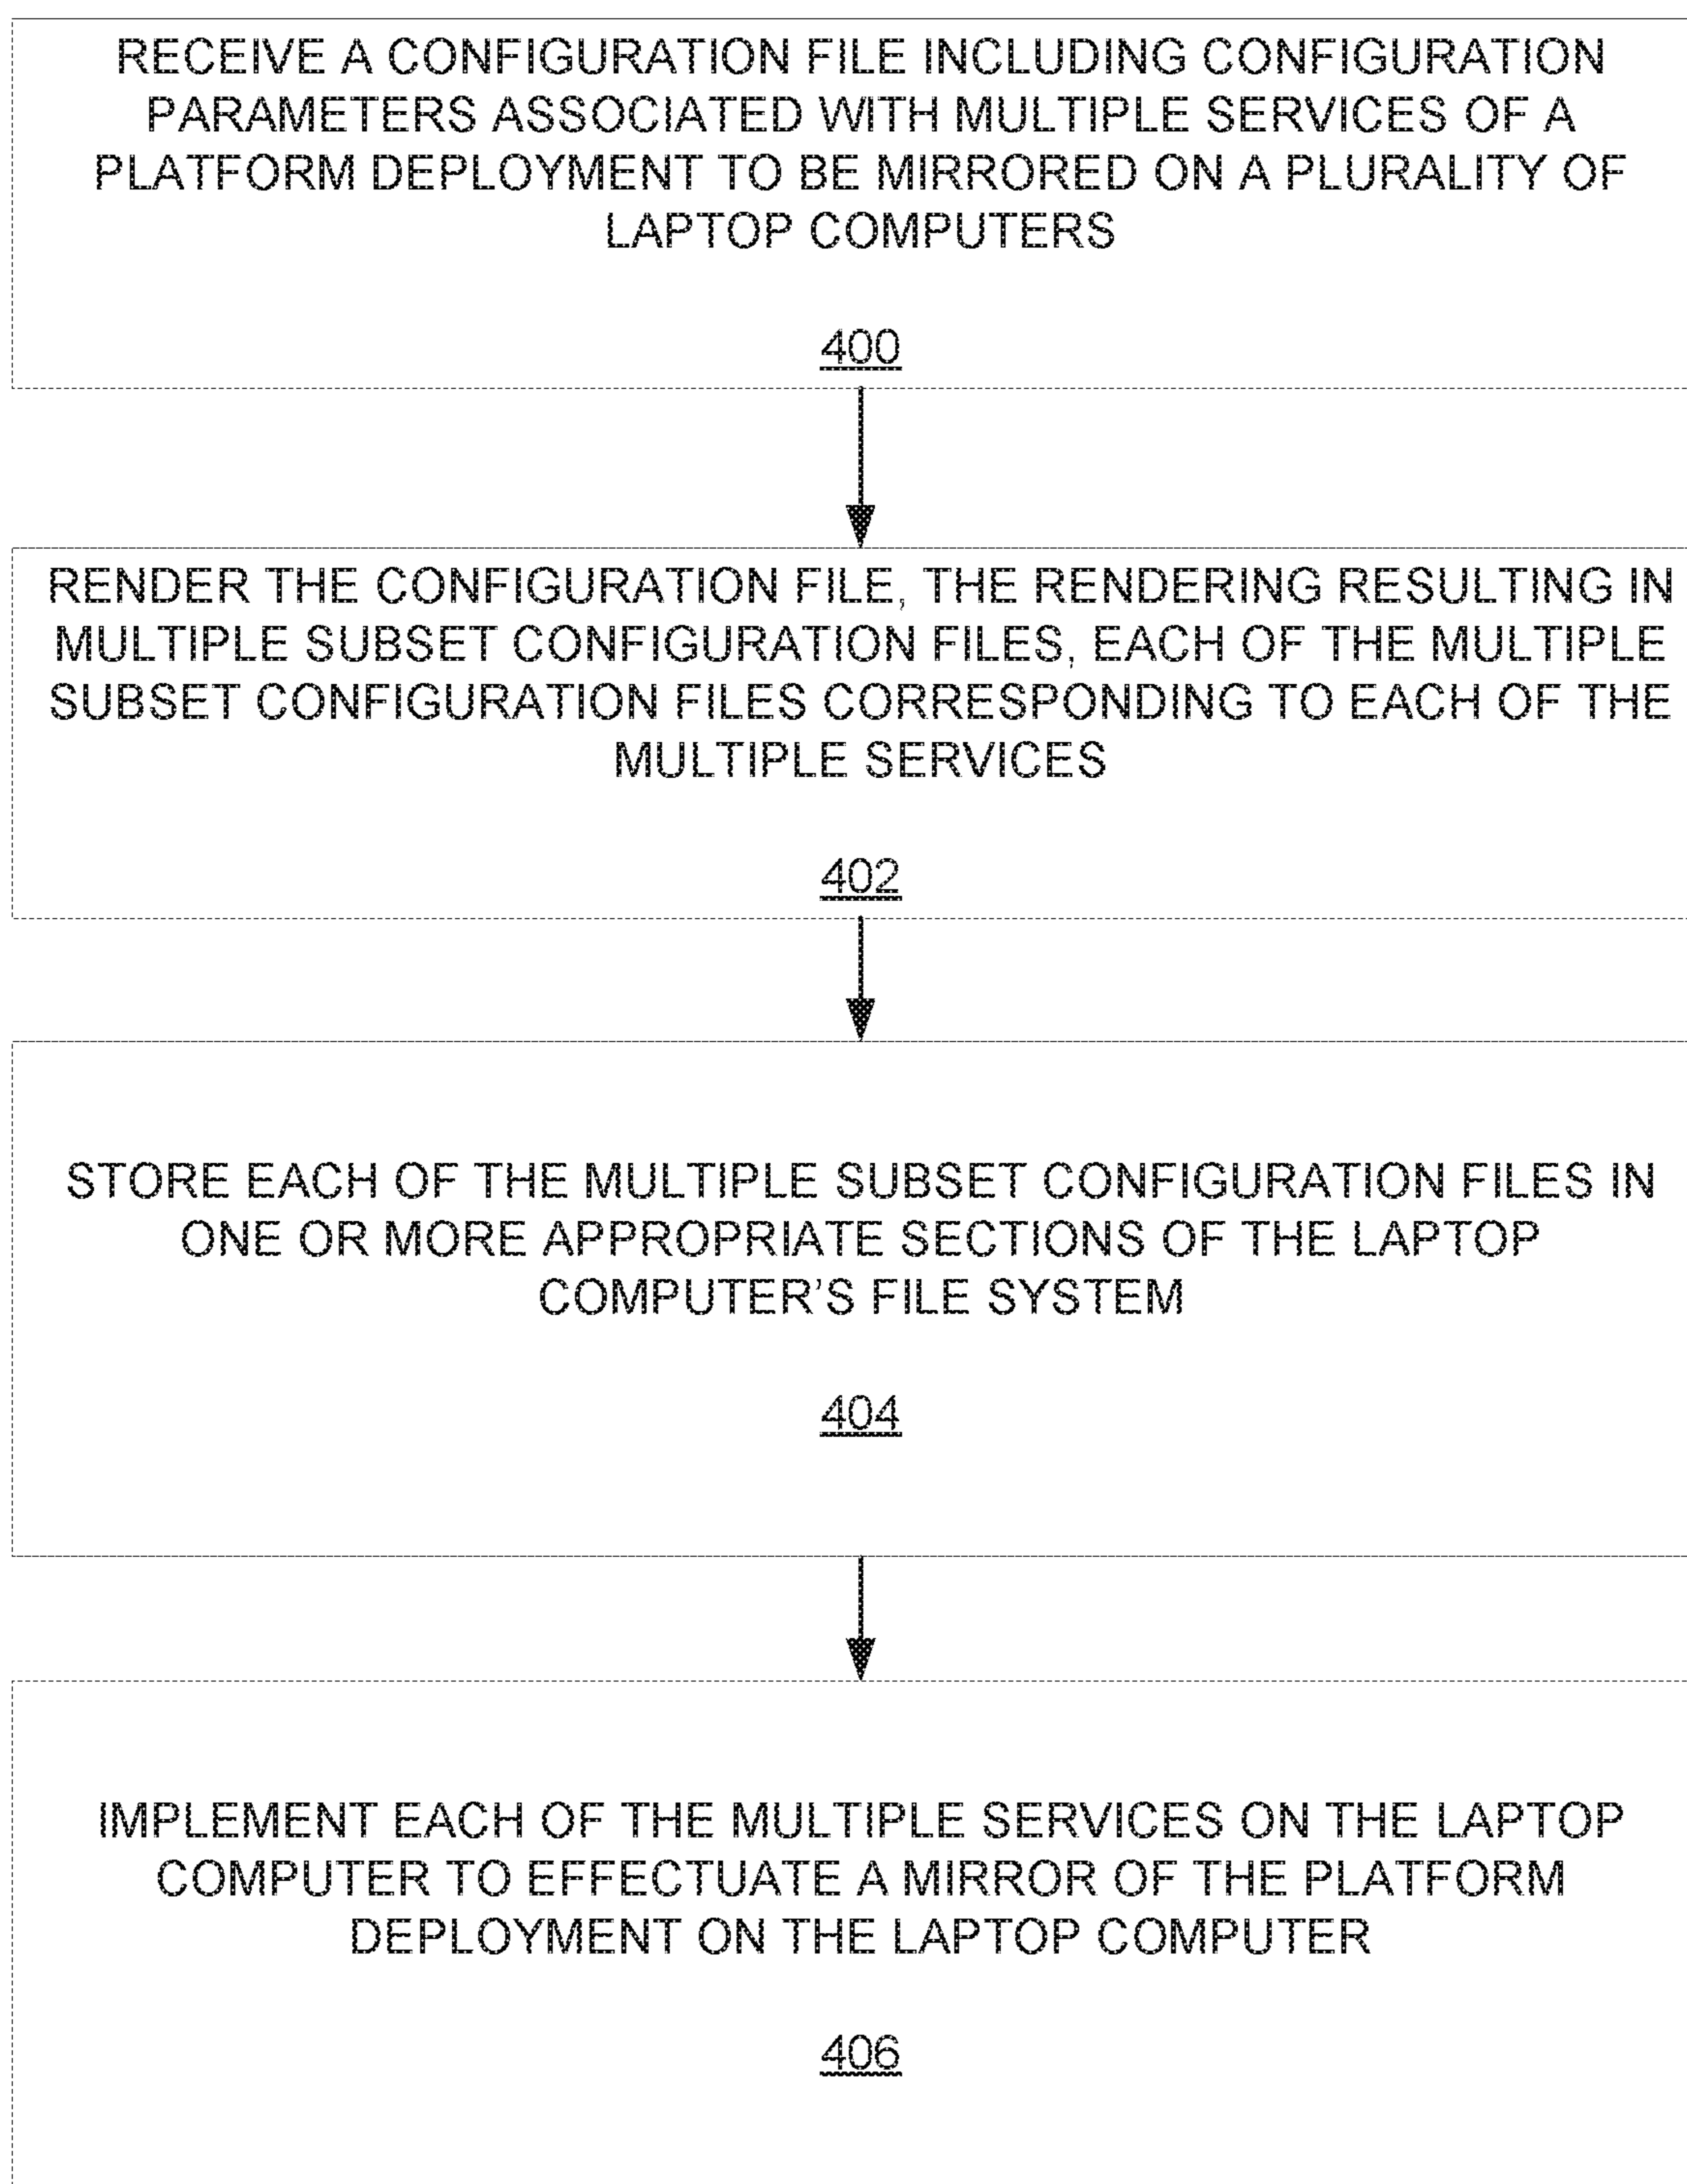 RECEIVE A CONFIGURATION FILE INCLUDING CONFIGURATION
PARAMETERS ASSOCIATED WITH MULTIPLE SERVICES OF A
PLATFORM DEPLOYMENT TO BE MIRRORED ON A PLURALITY OF
LAPTOP COMPUTERS
400
RENDER THE CONFIGURATION FILE, THE RENDERING RESULTING IN
MULTIPLE SUBSET CONFIGURATION FILES, EACH OF THE MULTIPLE
SUBSET CONFIGURATION FILES CORRESPONDING TO EACH OF THE
MULTIPLE SERVICES
402
STORE EACH OF THE MULTIPLE SUBSET CONFIGURATION FILES IN
ONE OR MORE APPROPRIATE SECTIONS OF THE LAPTOP
COMPUTER'S FILE SYSTEM
404
IMPLEMENT EACH OF THE MULTIPLE SERVICES ON THE LAPTOP
COMPUTER TO EFFECTUATE A MIRROR OF THE PLATFORM
DEPLOYMENT ON THE LAPTOP COMPUTER
406